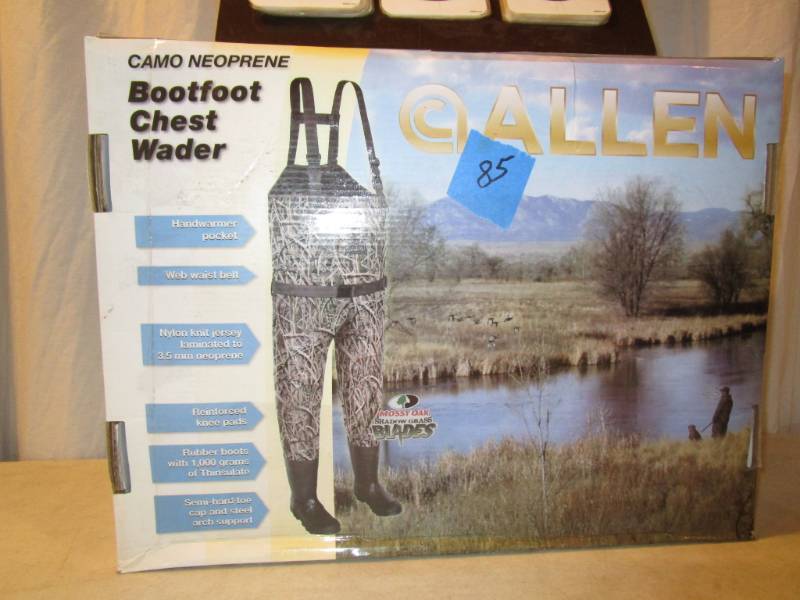 CAMO NEOPRENE
Bootfoot
Chest
Wader
ALLEN
85
Handwarmer
pocket
Web waist belt
Nylon knit jersey
laminated to
3.5 mm neoprene
Reinforced
knee pads
Rubber boots
with 1,000 grams
of Thinsulate
Semi-hard toe
cap and steel
arch support
MOSSY OAK
SHADOW GRASS
BLADES